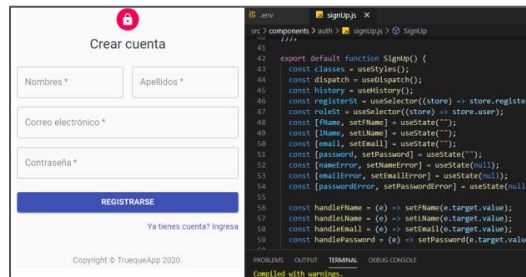 Crear cuenta
Nombres *
Apellidos *
Correo electrónico *
Contraseña *
REGISTRARSE
Ya tienes cuenta? Ingresa
Copyright © TruequeApp 2020.
.env
signUp.js ×
src > components > auth > signUp.js > SignUp
41
42 export default function SignUp() {
43 const classes = useStyles();
44 const dispatch = useDispatch();
45 const history = useHistory();
46 const registerSt = useSelector((store) => store.registe
47 const roleSt = useSelector((store) => store.user);
48 const [fName, setFName] = useState("");
49 const [lName, setLName] = useState("");
50 const [email, setEmail] = useState("");
51 const [password, setPassword] = useState("");
52 const [nameError, setNameError] = useState(null);
53 const [emailError, setEmailError] = useState(null);
54 const [passwordError, setPasswordError] = useState(null
55
56 const handleFName = (e) => setFName(e.target.value);
57 const handleLName = (e) => setLName(e.target.value);
58 const handleEmail = (e) => setEmail(e.target.value);
59 const handlePassword = (e) => setPassword(e.target.valu
PROBLEMS OUTPUT TERMINAL DEBUG CONSOLE
Compiled with warnings.